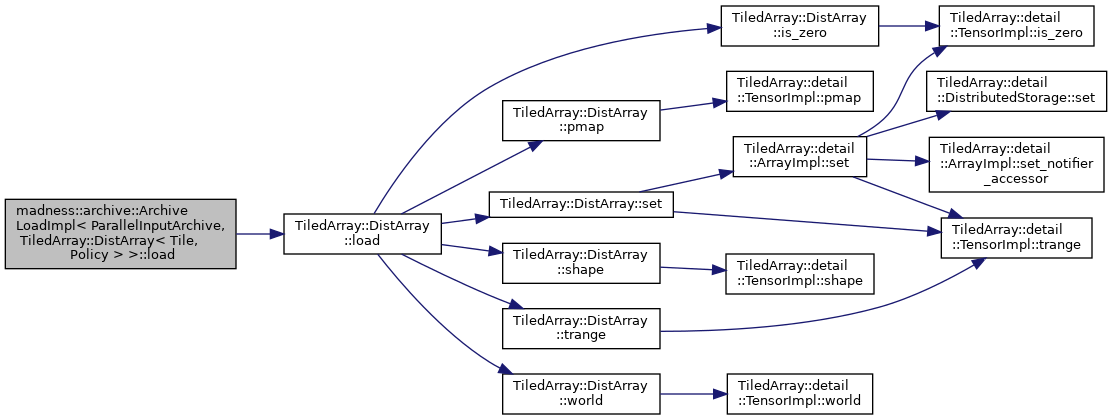 madness::archive::Archive
LoadImpl< ParallelInputArchive,
TiledArray::DistArray< Tile,
Policy > >::load
TiledArray::DistArray
::load
TiledArray::DistArray
::is_zero
TiledArray::detail
::TensorImpl::is_zero
TiledArray::DistArray
::pmap
TiledArray::detail
::TensorImpl::pmap
TiledArray::DistArray::set
TiledArray::detail
::ArrayImpl::set
TiledArray::detail
::DistributedStorage::set
TiledArray::detail
::ArrayImpl::set_notifier
_accessor
TiledArray::detail
::TensorImpl::trange
TiledArray::DistArray
::shape
TiledArray::detail
::TensorImpl::shape
TiledArray::DistArray
::trange
TiledArray::DistArray
::world
TiledArray::detail
::TensorImpl::world